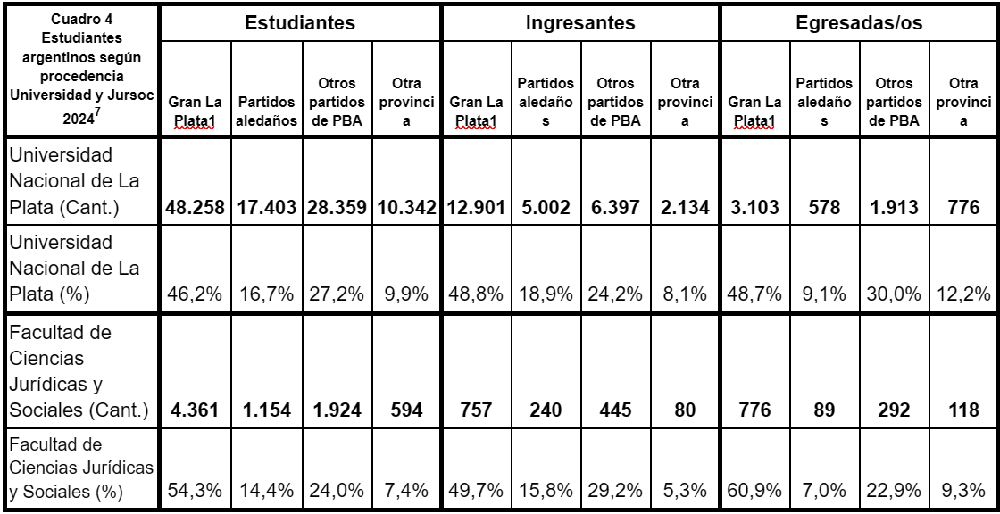 Cuadro 4
Estudiantes
argentinos según
procedencia
Universidad y Jursoc
2024⁷
Estudiantes
Ingresantes
Egresadas/os
Gran La
Plata1
Partidos
aledaños
Otros
partidos
de PBA
Otra
provinci
a
Gran La
Plata1
Partidos
aledaño
s
Otros
partidos
de PBA
Otra
provinci
a
Gran La
Plata1
Partidos
aledaño
s
Otros
partidos
de PBA
Otra
provinci
a
Universidad
Nacional de La
Plata (Cant.) 48.258 17.403 28.359 10.342 12.901 5.002 6.397 2.134 3.103 578 1.913 776
Universidad
Nacional de La
Plata (%) 46,2% 16,7% 27,2% 9,9% 48,8% 18,9% 24,2% 8,1% 48,7% 9,1% 30,0% 12,2%
Facultad de
Ciencias
Jurídicas y
Sociales (Cant.) 4.361 1.154 1.924 594 757 240 445 80 776 89 292 118
Facultad de
Ciencias Jurídicas
y Sociales (%) 54,3% 14,4% 24,0% 7,4% 49,7% 15,8% 29,2% 5,3% 60,9% 7,0% 22,9% 9,3%